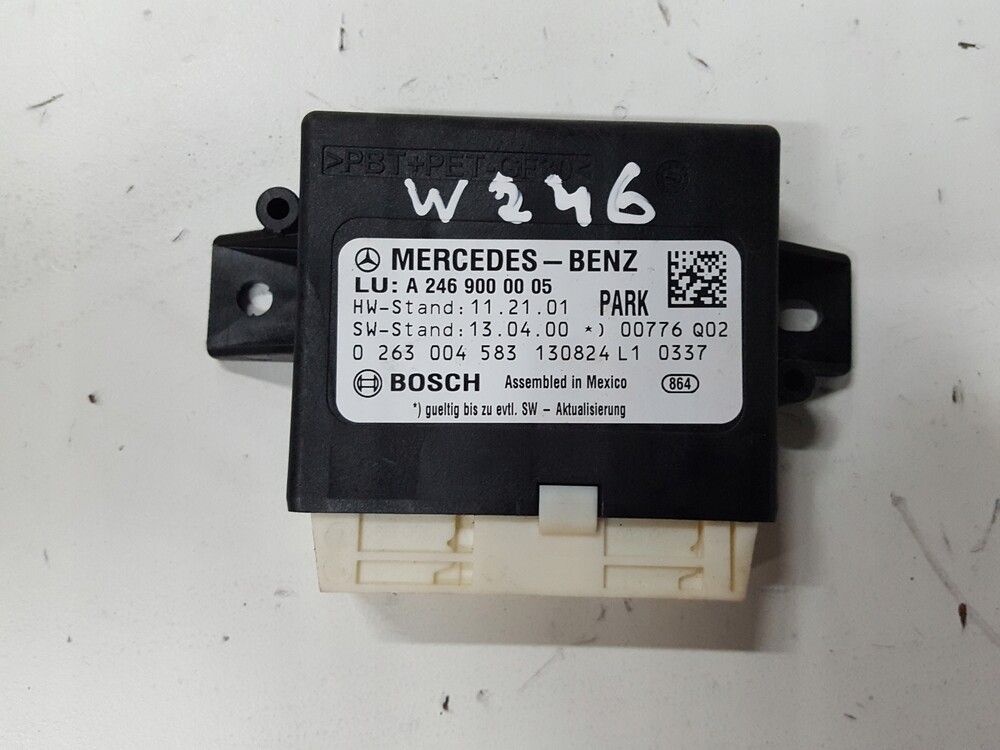 >PBT+PET-GF30<
W246
MERCEDES-BENZ
LU: A 246 900 00 05
HW-Stand: 11.21.01 PARK
SW-Stand: 13.04.00 *) 00776 Q02
0 263 004 583 130824 L1 0337
BOSCH Assembled in Mexico 864
*) gueltig bis zu evtl. SW - Aktualisierung